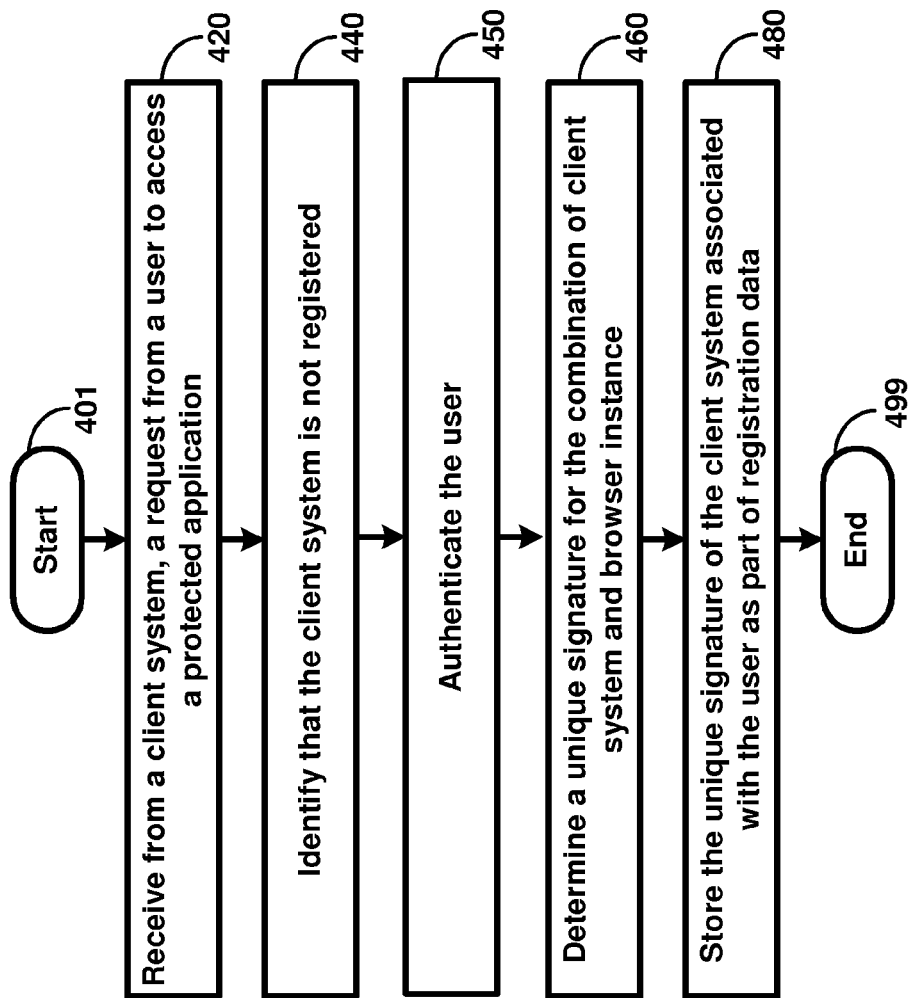 Start
401
Receive from a client system, a request from a user to access
a protected application
420
Identify that the client system is not registered
440
Authenticate the user
450
Determine a unique signature for the combination of client
system and browser instance
460
Store the unique signature of the client system associated
with the user as part of registration data
480
End
499